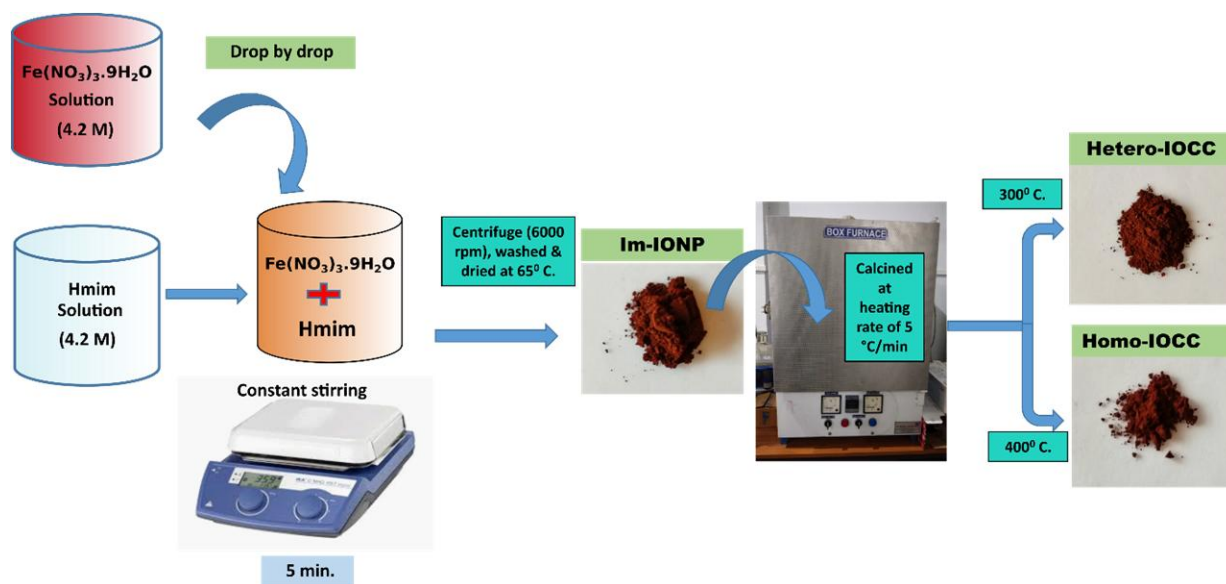 Fe(NO₃)₃.9H₂O
Solution
(4.2 M)
Drop by drop
Hmim
Solution
(4.2 M)
Fe(NO₃)₃.9H₂O
+
Hmim
Constant stirring
359
5 min.
Centrifuge (6000
rpm), washed &
dried at 65⁰ C.
Im-IONP
BOX FURNACE
Calcined
at
heating
rate of 5
°C/min
300⁰ C.
Hetero-IOCC
400⁰ C.
Homo-IOCC